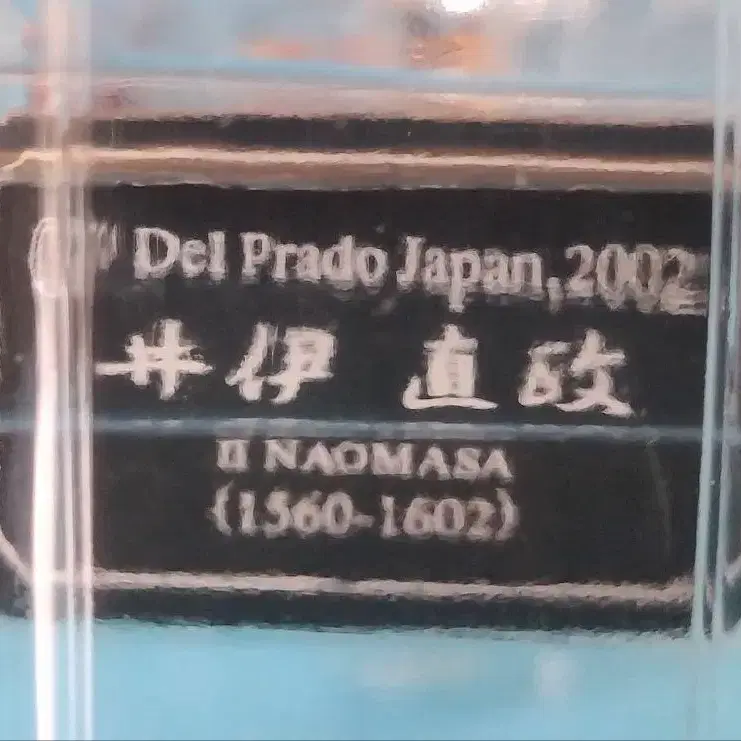 Del Prado Japan, 2002
井伊 直政
II NAOMASA
(1560-1602)